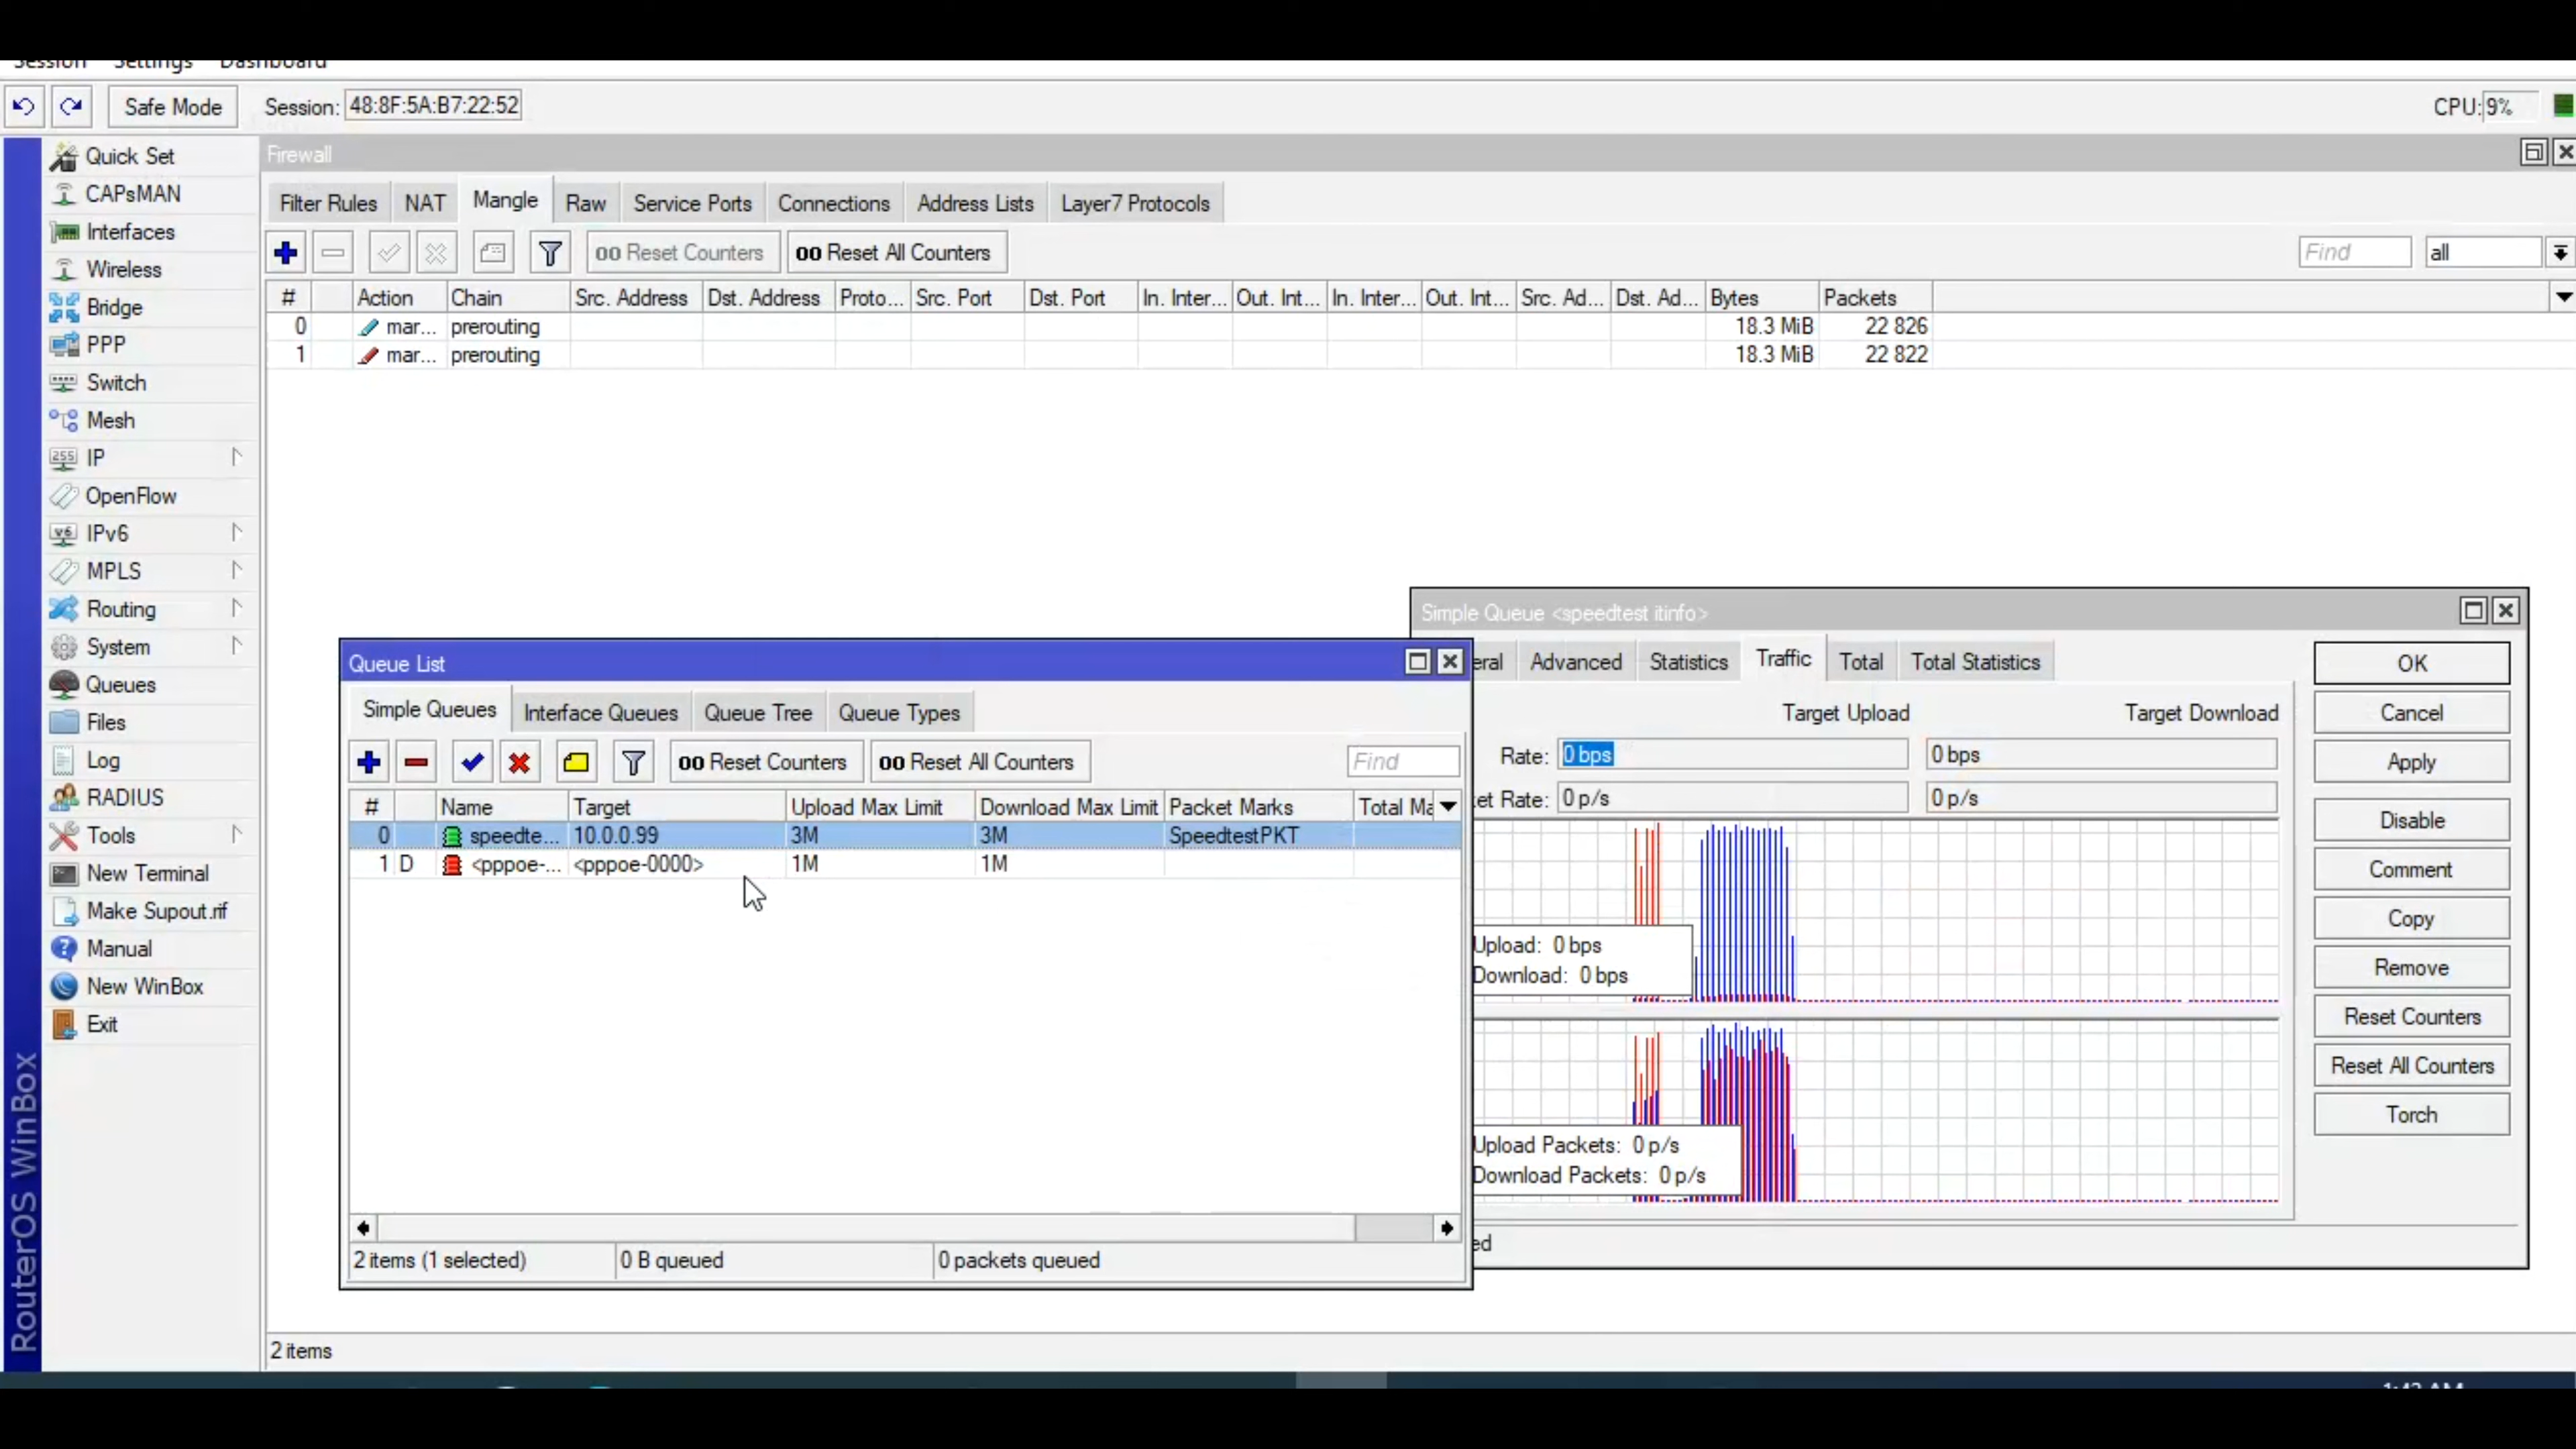 Session Settings Dashboard
Safe Mode Session: 48:8F:5A:B7:22:52 CPU: 9%
Quick Set
CAPsMAN
Interfaces
Wireless
Bridge
PPP
Switch
Mesh
255 IP
OpenFlow
v6 IPv6
MPLS
Routing
System
Queues
Files
Log
RADIUS
Tools
New Terminal
Make Supout.rif
Manual
New WinBox
Exit
RouterOS WinBox
Firewall
Filter Rules NAT Mangle Raw Service Ports Connections Address Lists Layer7 Protocols
00 Reset Counters 00 Reset All Counters Find all
# Action Chain Src. Address Dst. Address Proto... Src. Port Dst. Port In. Inter... Out. Int... In. Inter... Out. Int... Src. Ad... Dst. Ad... Bytes Packets
0 mar... prerouting 18.3 MiB 22 826
1 mar... prerouting 18.3 MiB 22 822
Queue List
Simple Queues Interface Queues Queue Tree Queue Types
00 Reset Counters 00 Reset All Counters Find
# Name Target Upload Max Limit Download Max Limit Packet Marks Total Ma
0 speedte... 10.0.0.99 3M 3M SpeedtestPKT
1 D <pppoe-... <pppoe-0000> 1M 1M
2 items (1 selected) 0 B queued 0 packets queued
Simple Queue <speedtest itinfo>
eral Advanced Statistics Traffic Total Total Statistics
Target Upload Target Download
Rate: 0 bps 0 bps
et Rate: 0 p/s 0 p/s
Upload: 0 bps
Download: 0 bps
Upload Packets: 0 p/s
Download Packets: 0 p/s
ed
OK
Cancel
Apply
Disable
Comment
Copy
Remove
Reset Counters
Reset All Counters
Torch
2 items